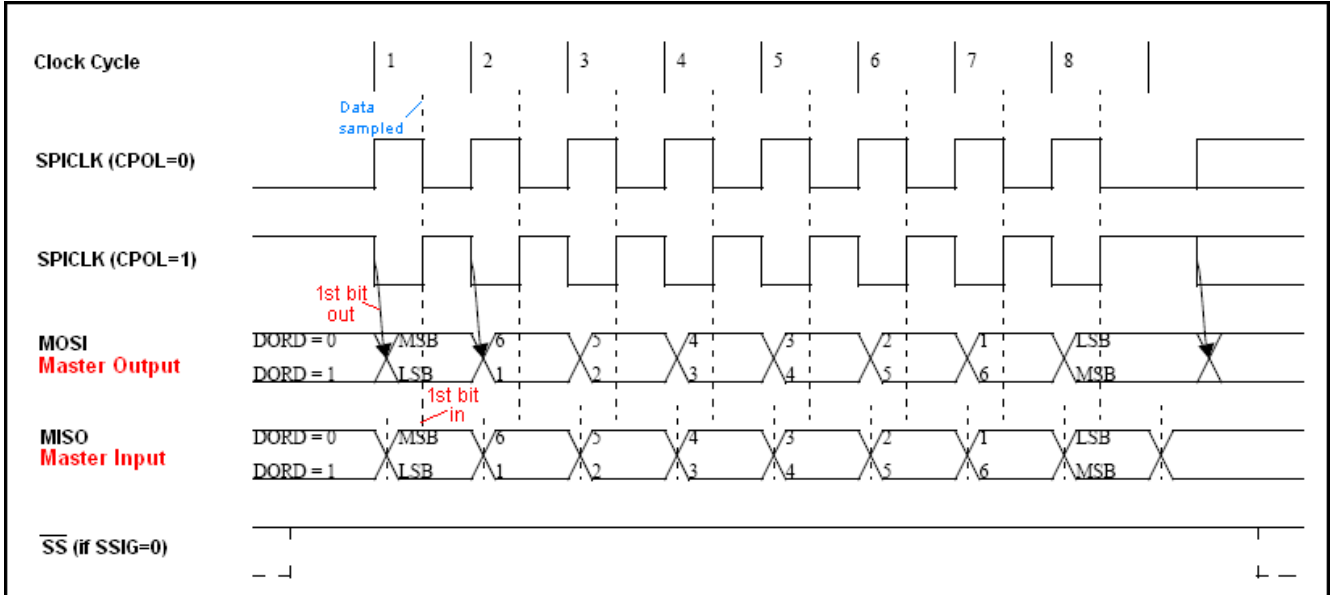 Clock Cycle 1 2 3 4 5 6 7 8
Data
sampled
SPICLK (CPOL=0)
SPICLK (CPOL=1)
1st bit
out
MOSI DORD = 0 MSB 6 5 4 3 2 1 LSB
Master Output DORD = 1 LSB 1 2 3 4 5 6 MSB
1st bit
in
MISO DORD = 0 MSB 6 5 4 3 2 1 LSB
Master Input DORD = 1 LSB 1 2 3 4 5 6 MSB
SS (if SSIG=0)